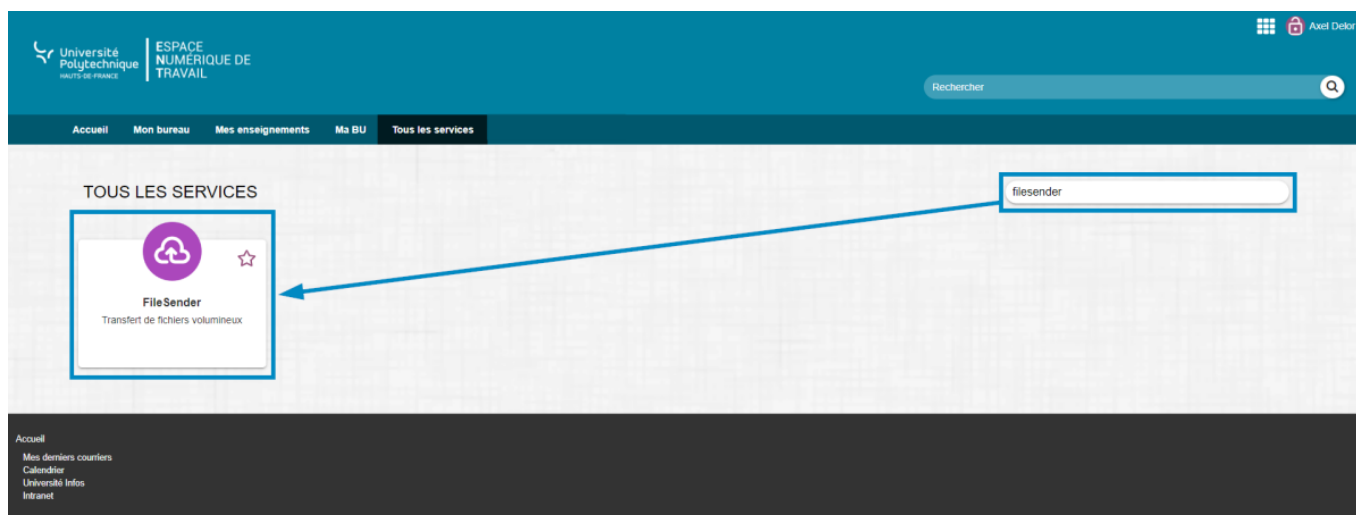 Axel Delor
Université
Polytechnique
HAUTS-DE-FRANCE
ESPACE
NUMÉRIQUE DE
TRAVAIL
Rechercher
Accueil Mon bureau Mes enseignements Ma BU Tous les services
TOUS LES SERVICES
filesender
FileSender
Transfert de fichiers volumineux
Accueil
Mes derniers courriers
Calendrier
Université Infos
Intranet